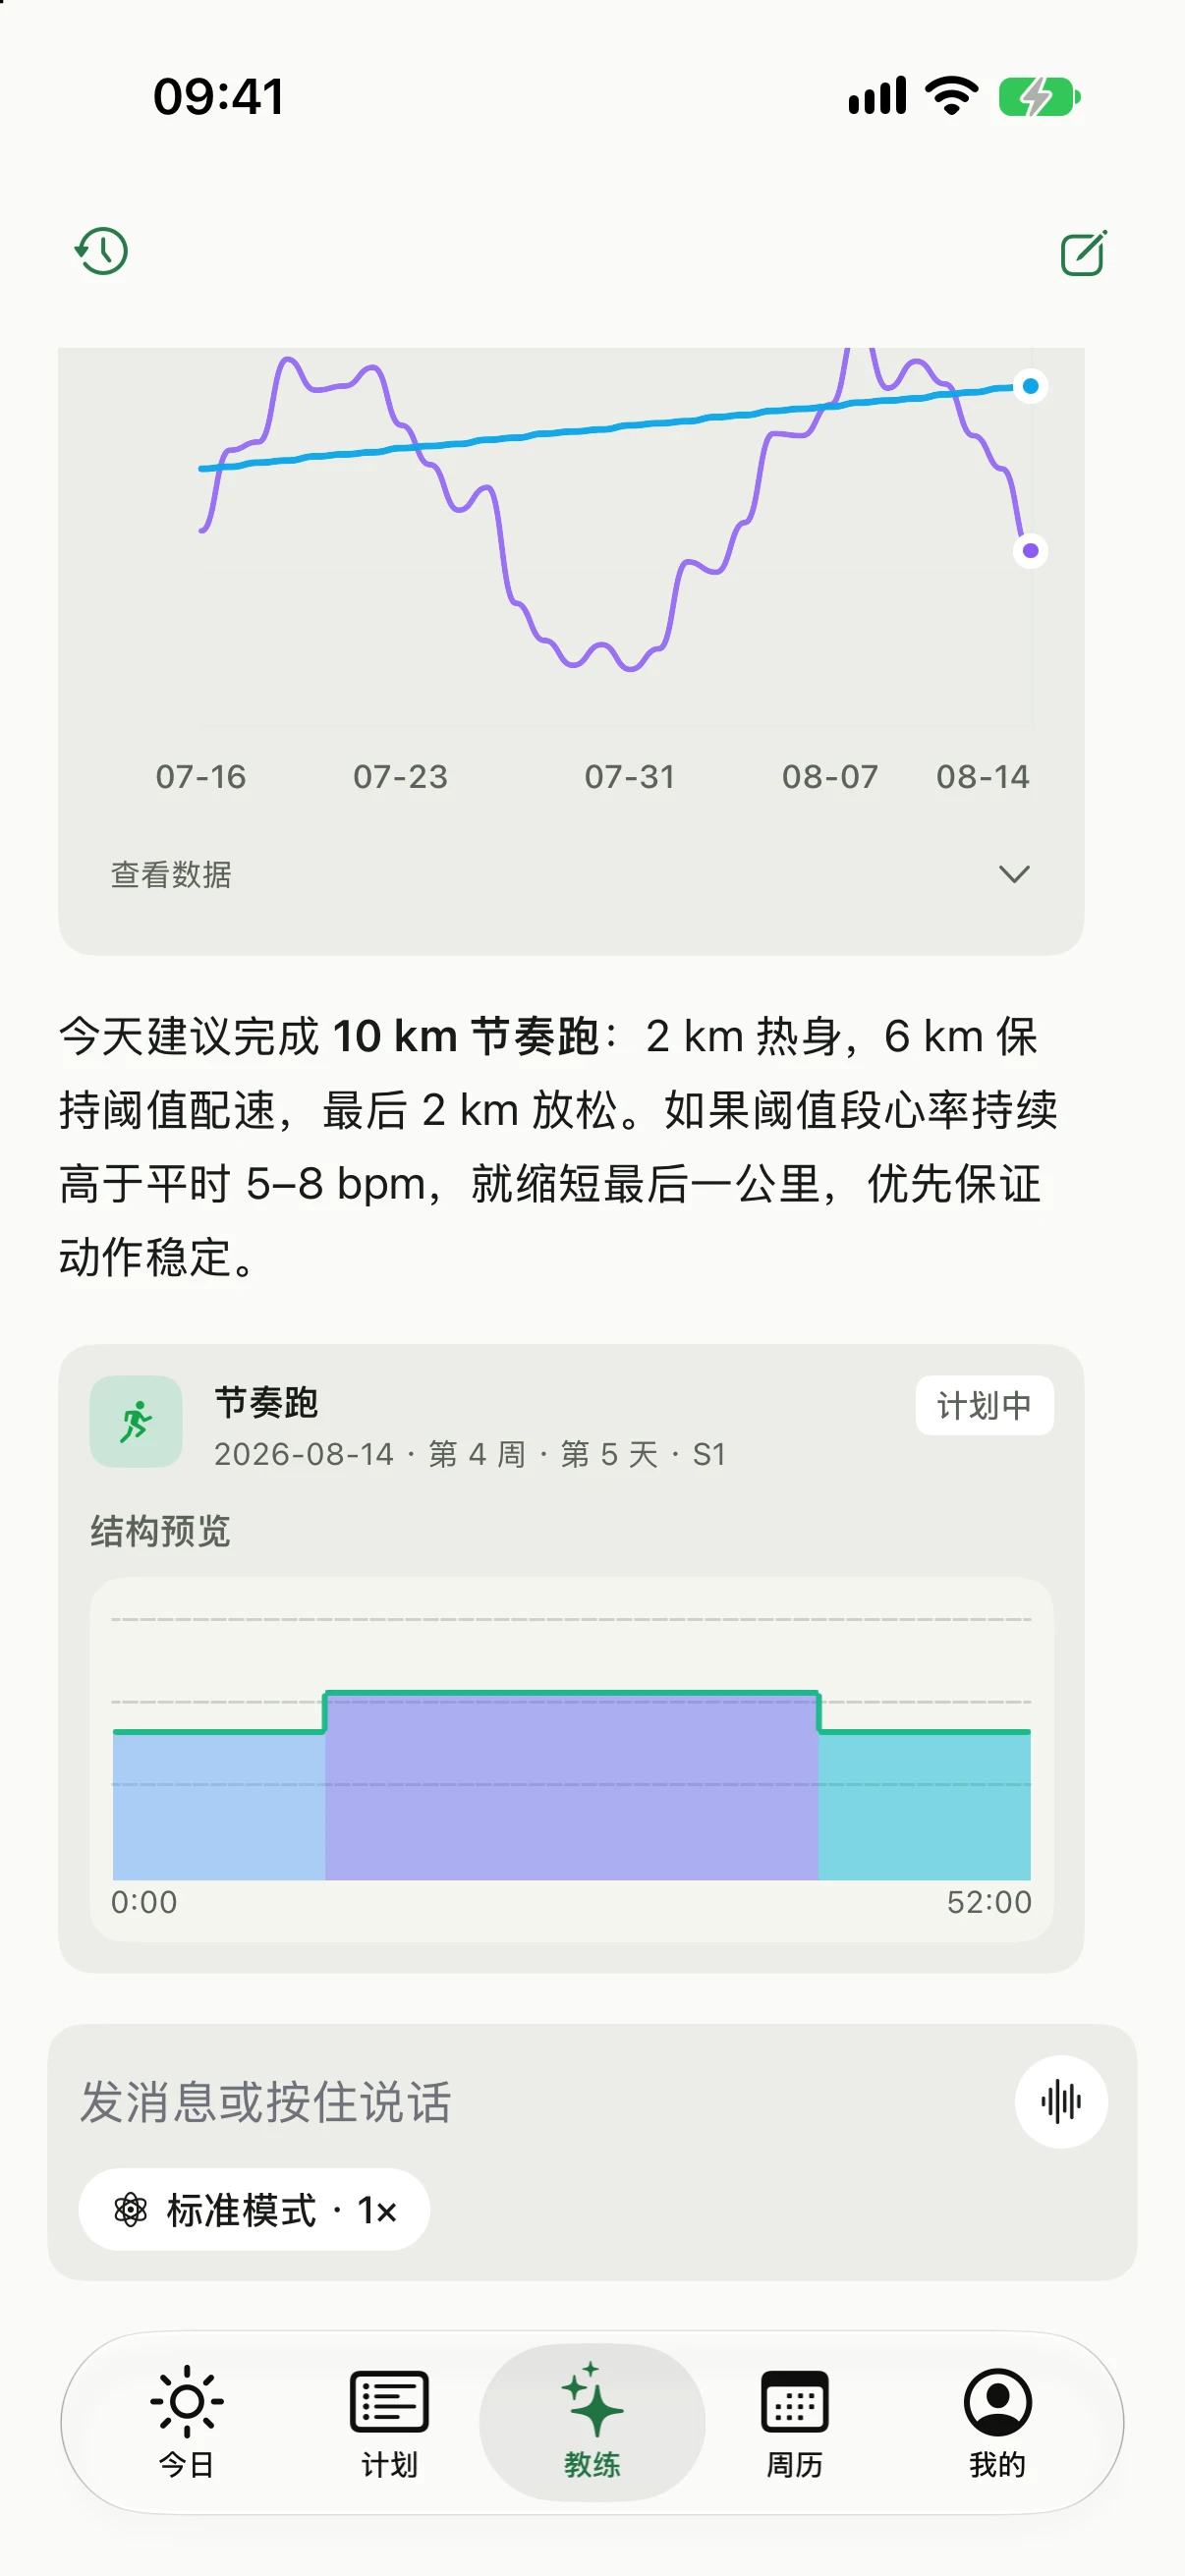 09:41
07-16 07-23 07-31 08-07 08-14
查看数据
今天建议完成 10 km 节奏跑：2 km 热身，6 km 保
持阈值配速，最后 2 km 放松。如果阈值段心率持续
高于平时 5–8 bpm，就缩短最后一公里，优先保证
动作稳定。
节奏跑
计划中
2026-08-14 · 第 4 周 · 第 5 天 · S1
结构预览
0:00 52:00
发消息或按住说话
标准模式 · 1×
今日 计划 教练 周历 我的